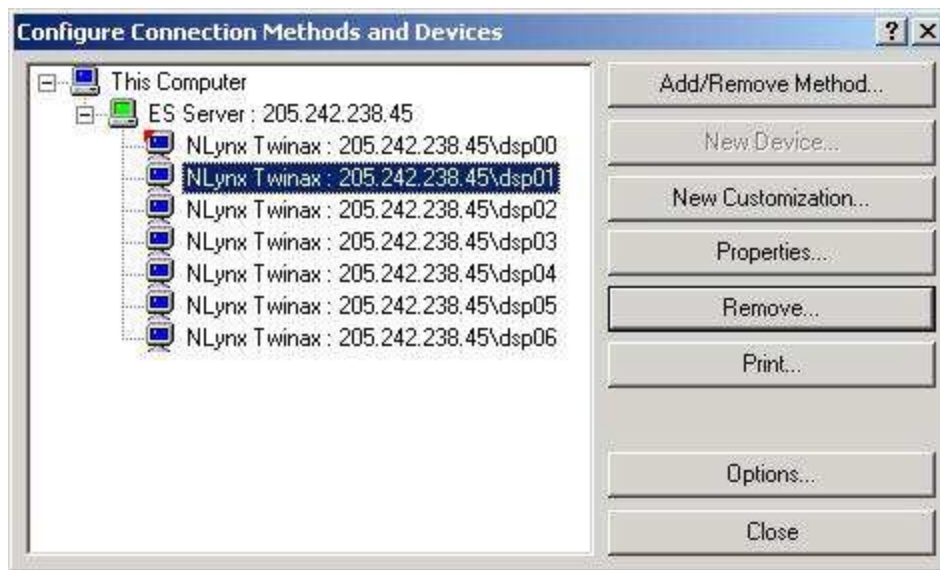 Configure Connection Methods and Devices
This Computer
ES Server : 205.242.238.45
NLynx Twinax : 205.242.238.45\dsp00
NLynx Twinax : 205.242.238.45\dsp01
NLynx Twinax : 205.242.238.45\dsp02
NLynx Twinax : 205.242.238.45\dsp03
NLynx Twinax : 205.242.238.45\dsp04
NLynx Twinax : 205.242.238.45\dsp05
NLynx Twinax : 205.242.238.45\dsp06
Add/Remove Method...
New Device...
New Customization...
Properties...
Remove...
Print...
Options...
Close